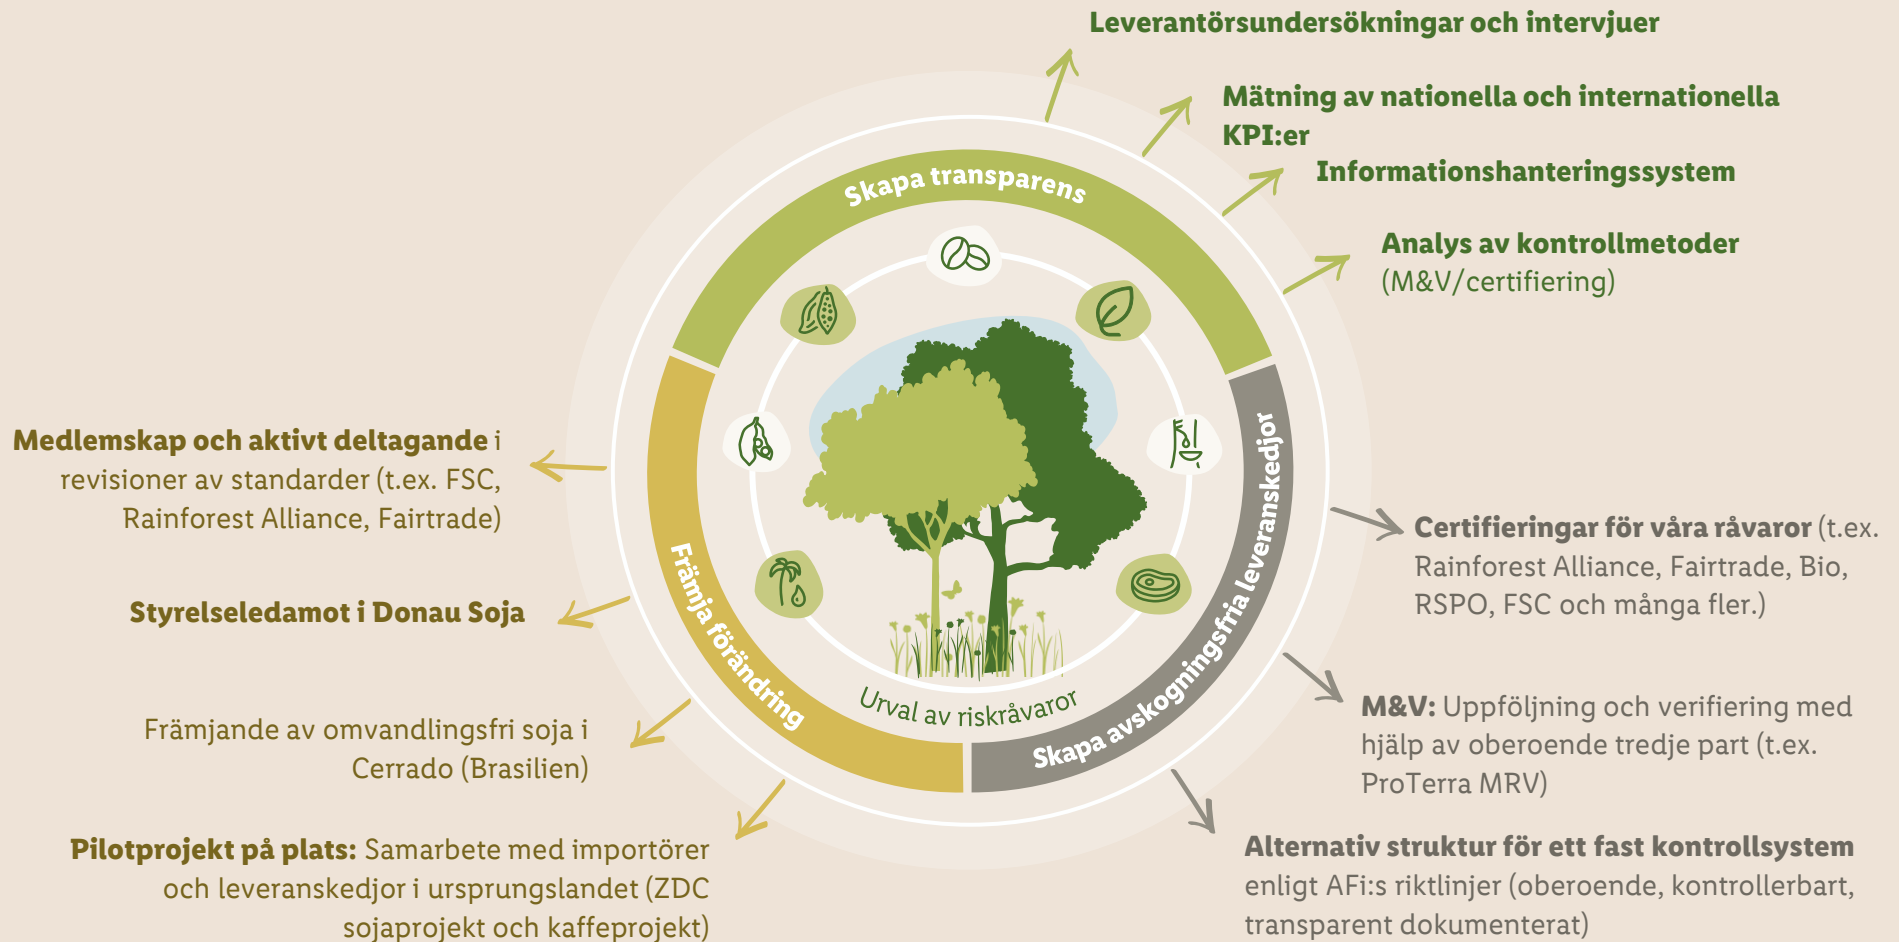 Leverantörsundersökningar och intervjuer
Mätning av nationella och internationella
KPI:er
Informationshanteringssystem
Analys av kontrollmetoder
(M&V/certifiering)
Skapa transparens
Medlemskap och aktivt deltagande i
revisioner av standarder (t.ex. FSC,
Rainforest Alliance, Fairtrade)
Styrelseledamot i Donau Soja
Främjande av omvandlingsfri soja i
Cerrado (Brasilien)
Pilotprojekt på plats: Samarbete med importörer
och leveranskedjor i ursprungslandet (ZDC
sojaprojekt och kaffeprojekt)
Främja förändring
Urval av riskråvaror
Skapa avskogningsfria leveranskedjor
Certifieringar för våra råvaror (t.ex.
Rainforest Alliance, Fairtrade, Bio,
RSPO, FSC och många fler.)
M&V: Uppföljning och verifiering med
hjälp av oberoende tredje part (t.ex.
ProTerra MRV)
Alternativ struktur för ett fast kontrollsystem
enligt AFi:s riktlinjer (oberoende, kontrollerbart,
transparent dokumenterat)